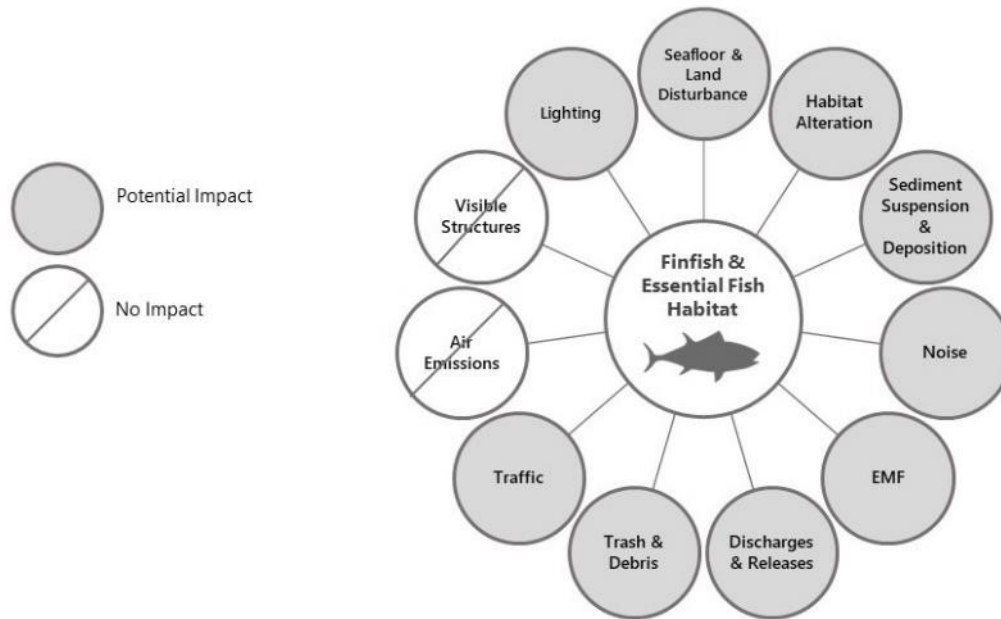 Potential Impact
No Impact
Seafloor &
Land
Disturbance
Habitat
Alteration
Sediment
Suspension
&
Deposition
Noise
EMF
Discharges
& Releases
Trash &
Debris
Traffic
Air
Emissions
Visible
Structures
Lighting
Finfish &
Essential Fish
Habitat